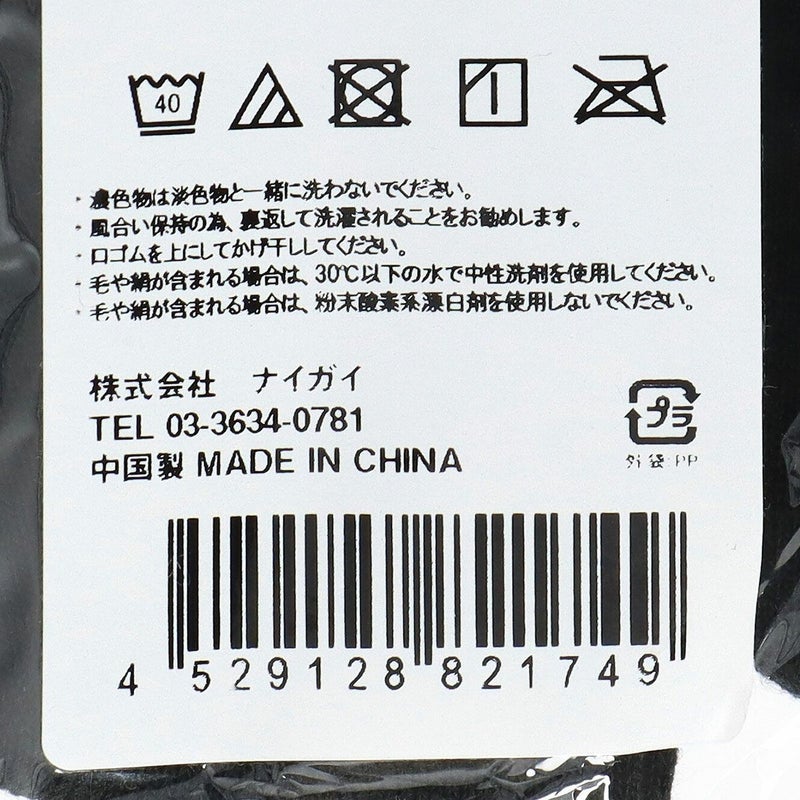 40
・濃色物は淡色物と一緒に洗わないでください。
・風合い保持の為、裏返して洗濯されることをお勧めします。
・口ゴムを上にしてかげ干ししてください。
・毛や絹が含まれる場合は、30℃以下の水で中性洗剤を使用してください。
・毛や絹が含まれる場合は、粉末酸素系漂白剤を使用しないでください。
株式会社　ナイガイ
TEL 03-3634-0781
プラ
外袋:PP
中国製 MADE IN CHINA
4 529128 821749